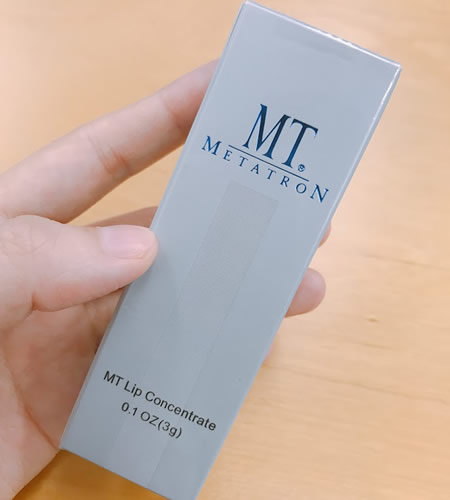 MT®
METATRON
MT Lip Concentrate
0.1 OZ(3g)